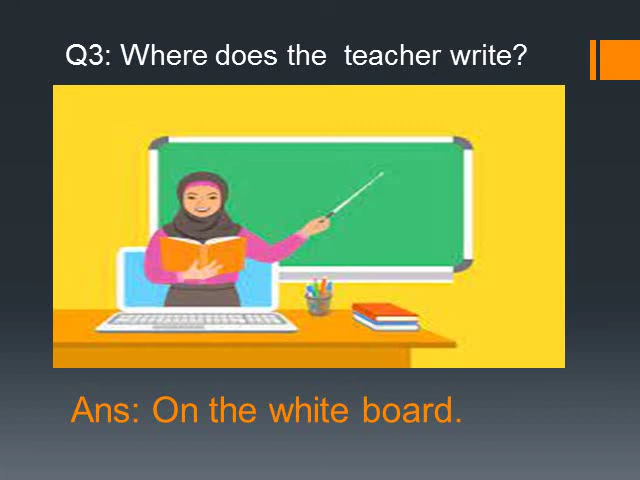 Q3: Where does the  teacher write?
Ans: On the white board.